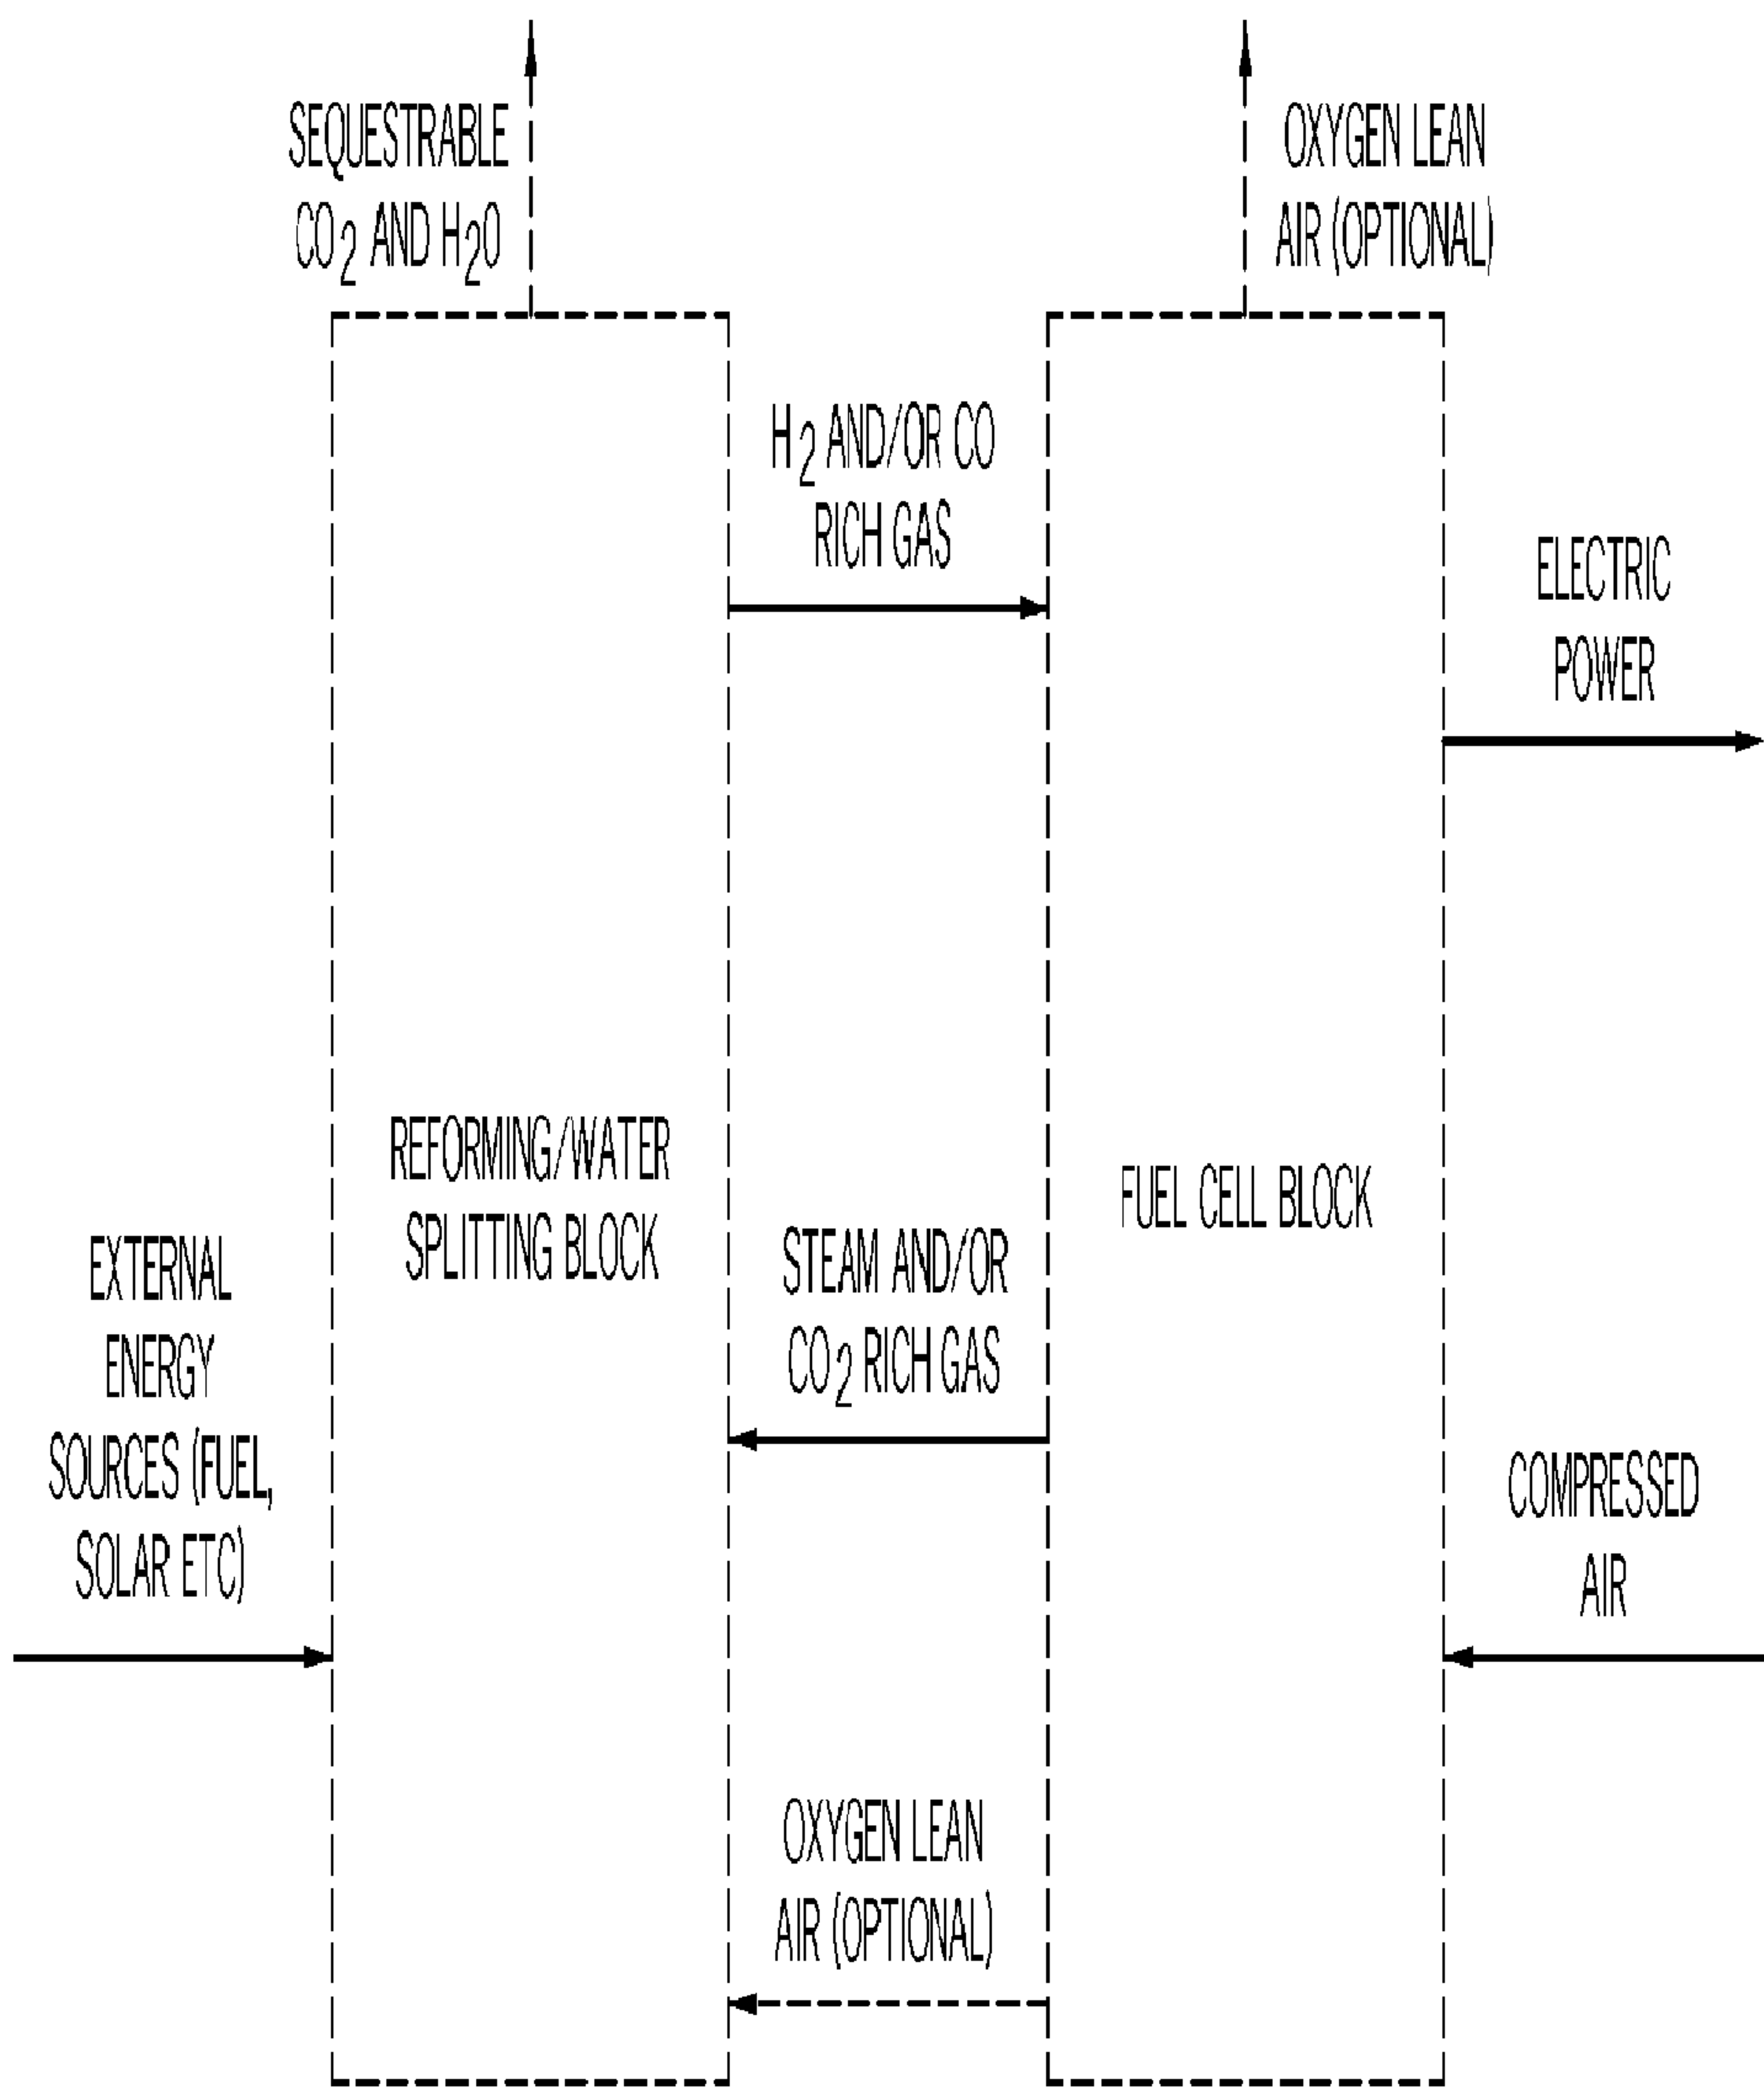 SEQUESTRABLE
CO2 AND H2O
OXYGEN LEAN
AIR (OPTIONAL)
H2 AND/OR CO
RICH GAS
ELECTRIC
POWER
REFORMING/WATER
SPLITTING BLOCK
FUEL CELL BLOCK
EXTERNAL
ENERGY
SOURCES (FUEL,
SOLAR ETC)
STEAM AND/OR
CO2 RICH GAS
COMPRESSED
AIR
OXYGEN LEAN
AIR (OPTIONAL)